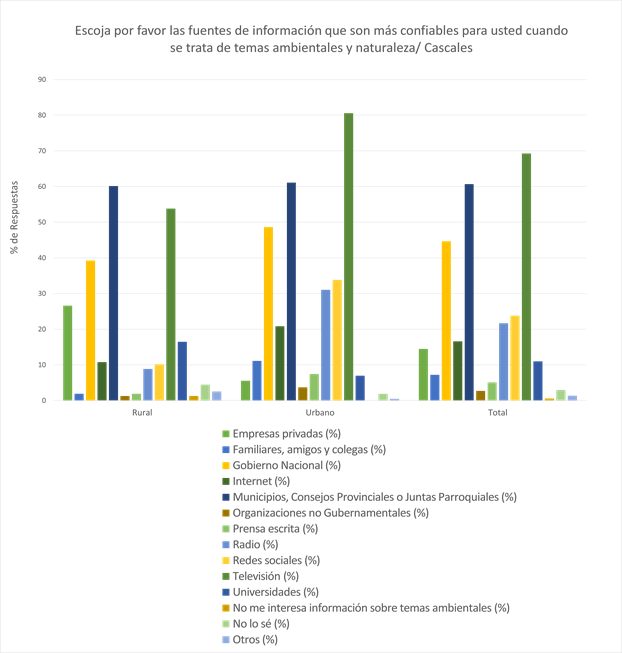 Escoja por favor las fuentes de información que son más confiables para usted cuando
se trata de temas ambientales y naturaleza/ Cascales
% de Respuestas
90
80
70
60
50
40
30
20
10
0
Rural Urbano Total
Empresas privadas (%)
Familiares, amigos y colegas (%)
Gobierno Nacional (%)
Internet (%)
Municipios, Consejos Provinciales o Juntas Parroquiales (%)
Organizaciones no Gubernamentales (%)
Prensa escrita (%)
Radio (%)
Redes sociales (%)
Televisión (%)
Universidades (%)
No me interesa información sobre temas ambientales (%)
No lo sé (%)
Otros (%)